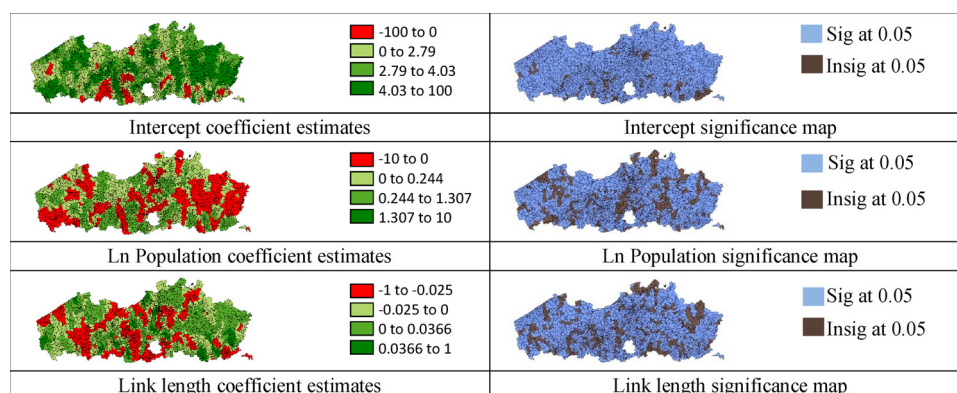 -100 to 0
0 to 2.79
2.79 to 4.03
4.03 to 100
Sig at 0.05
Insig at 0.05
Intercept coefficient estimates
Intercept significance map
-10 to 0
0 to 0.244
0.244 to 1.307
1.307 to 10
Sig at 0.05
Insig at 0.05
Ln Population coefficient estimates
Ln Population significance map
-1 to -0.025
-0.025 to 0
0 to 0.0366
0.0366 to 1
Sig at 0.05
Insig at 0.05
Link length coefficient estimates
Link length significance map